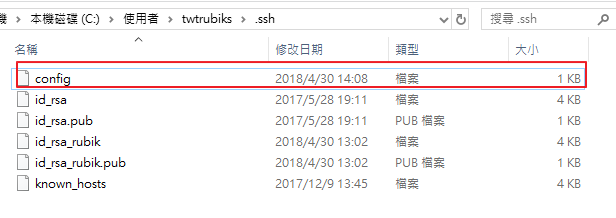 機 › 本機磁碟 (C:) › 使用者 › twtrubiks › .ssh
搜尋 .ssh
名稱 修改日期 類型 大小
config 2018/4/30 14:08 檔案 1 KB
id_rsa 2017/5/28 19:11 檔案 4 KB
id_rsa.pub 2017/5/28 19:11 PUB 檔案 1 KB
id_rsa_rubik 2018/4/30 13:02 檔案 4 KB
id_rsa_rubik.pub 2018/4/30 13:02 PUB 檔案 1 KB
known_hosts 2017/12/9 13:45 檔案 4 KB